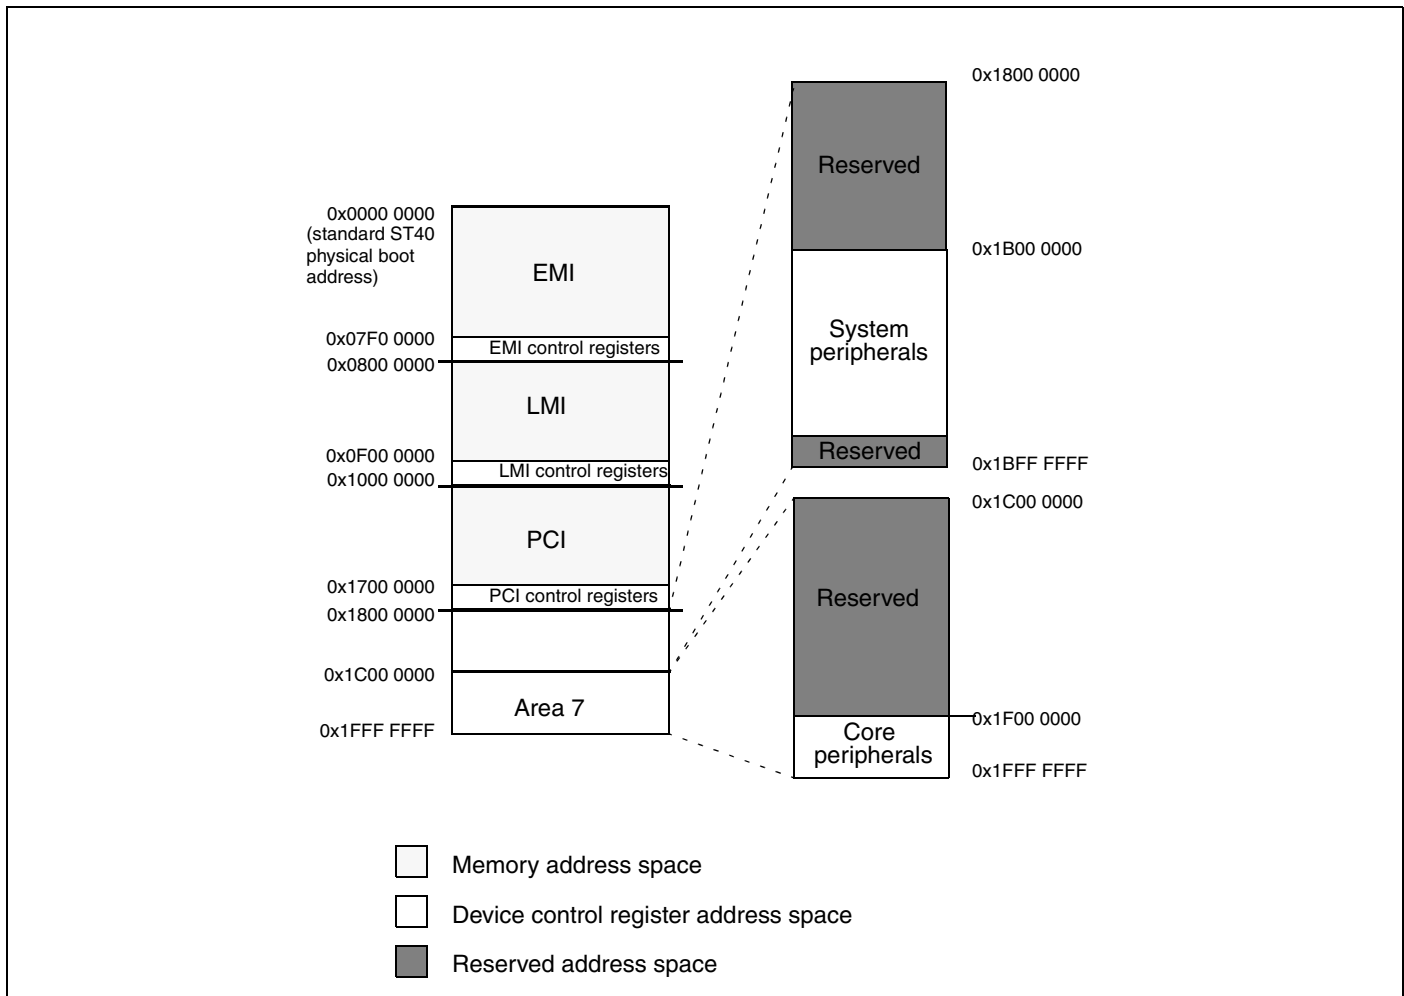 0x0000 0000
(standard ST40
physical boot
address)
EMI
0x07F0 0000
EMI control registers
0x0800 0000
LMI
0x0F00 0000
LMI control registers
0x1000 0000
PCI
0x1700 0000
PCI control registers
0x1800 0000
0x1C00 0000
Area 7
0x1FFF FFFF
0x1800 0000
Reserved
0x1B00 0000
System
peripherals
Reserved
0x1BFF FFFF
0x1C00 0000
Reserved
0x1F00 0000
Core
peripherals
0x1FFF FFFF
Memory address space
Device control register address space
Reserved address space